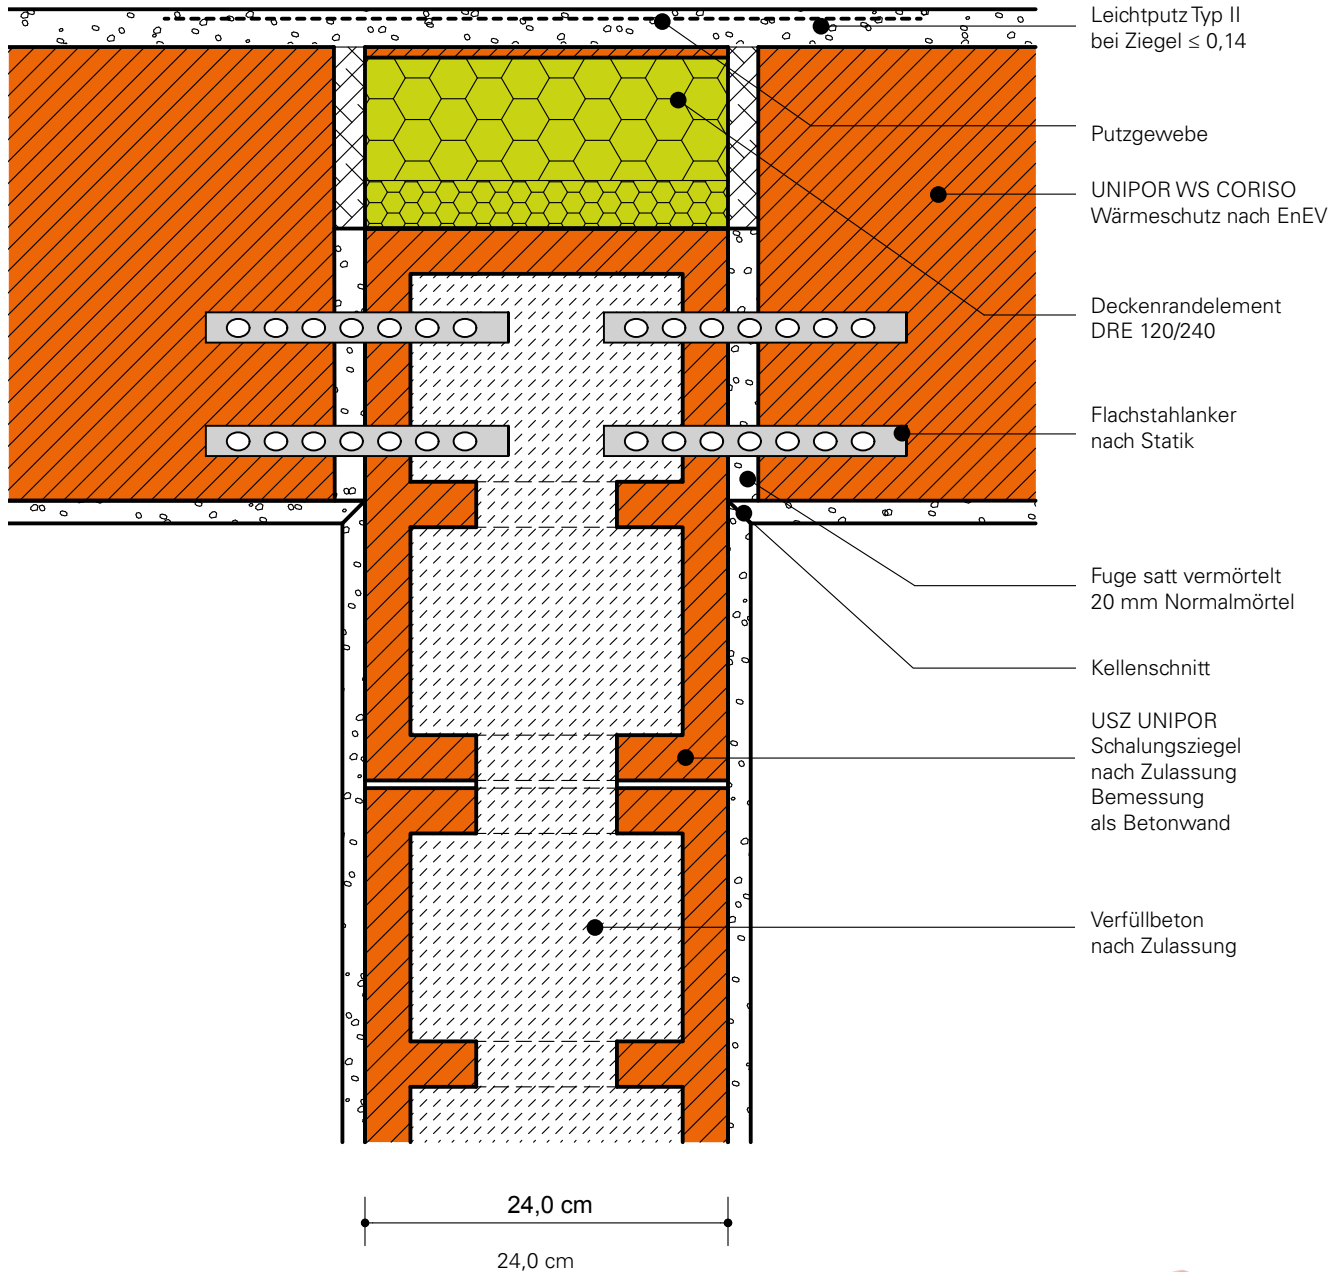 Leichtputz Typ II
bei Ziegel ≤ 0,14
Putzgewebe
UNIPOR WS CORISO
Wärmeschutz nach EnEV
Deckenrandelement
DRE 120/240
Flachstahlanker
nach Statik
Fuge satt vermörtelt
20 mm Normalmörtel
Kellenschnitt
USZ UNIPOR
Schalungsziegel
nach Zulassung
Bemessung
als Betonwand
Verfüllbeton
nach Zulassung
24,0 cm
24,0 cm